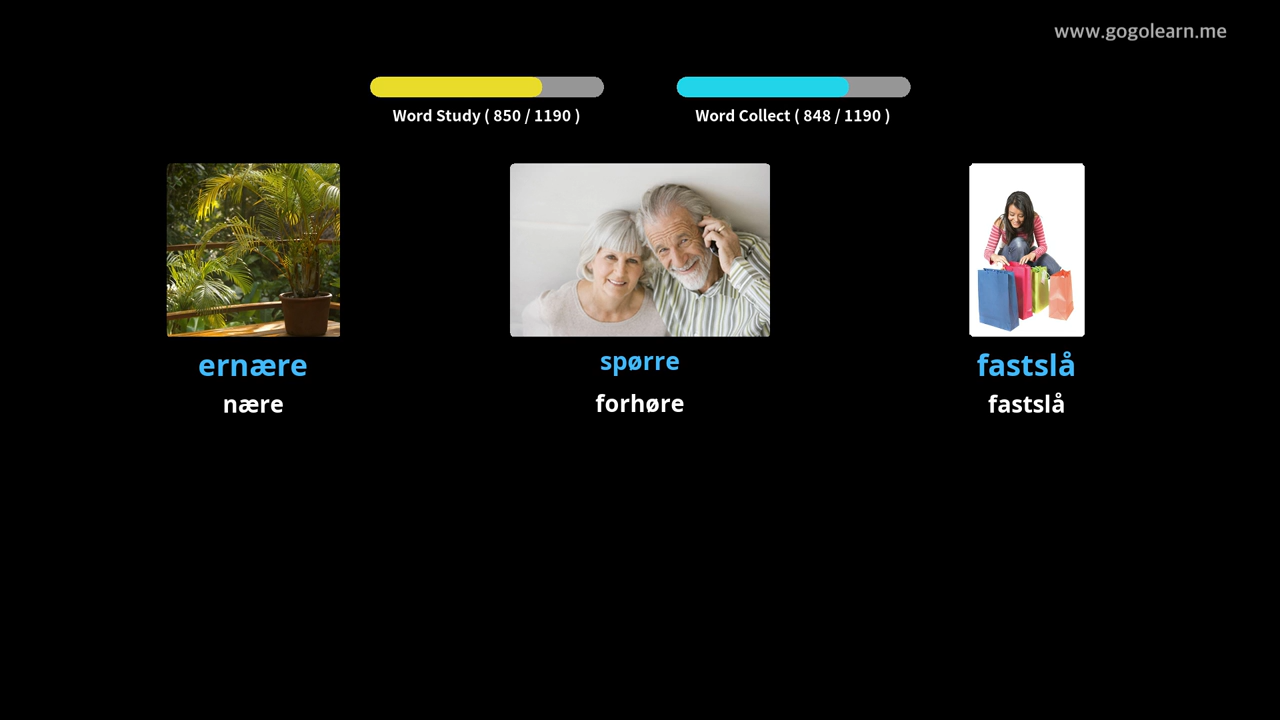 www.gogolearn.me
Word Study ( 850 / 1190 )
Word Collect ( 848 / 1190 )
ernære
spørre
fastslå
nære
forhøre
fastslå